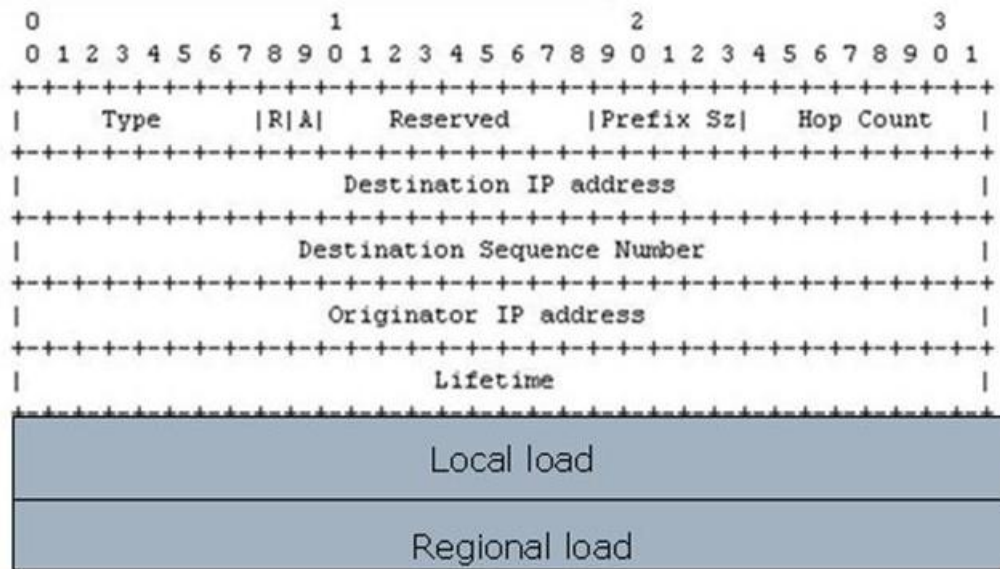 0 1 2 3
0 1 2 3 4 5 6 7 8 9 0 1 2 3 4 5 6 7 8 9 0 1 2 3 4 5 6 7 8 9 0 1
+-+-+-+-+-+-+-+-+-+-+-+-+-+-+-+-+-+-+-+-+-+-+-+-+-+-+-+-+-+-+-+-+
| Type |R|A| Reserved |Prefix Sz| Hop Count |
+-+-+-+-+-+-+-+-+-+-+-+-+-+-+-+-+-+-+-+-+-+-+-+-+-+-+-+-+-+-+-+-+
| Destination IP address |
+-+-+-+-+-+-+-+-+-+-+-+-+-+-+-+-+-+-+-+-+-+-+-+-+-+-+-+-+-+-+-+-+
| Destination Sequence Number |
+-+-+-+-+-+-+-+-+-+-+-+-+-+-+-+-+-+-+-+-+-+-+-+-+-+-+-+-+-+-+-+-+
| Originator IP address |
+-+-+-+-+-+-+-+-+-+-+-+-+-+-+-+-+-+-+-+-+-+-+-+-+-+-+-+-+-+-+-+-+
| Lifetime |
+-+-+-+-+-+-+-+-+-+-+-+-+-+-+-+-+-+-+-+-+-+-+-+-+-+-+-+-+-+-+-+-+
Local load
Regional load